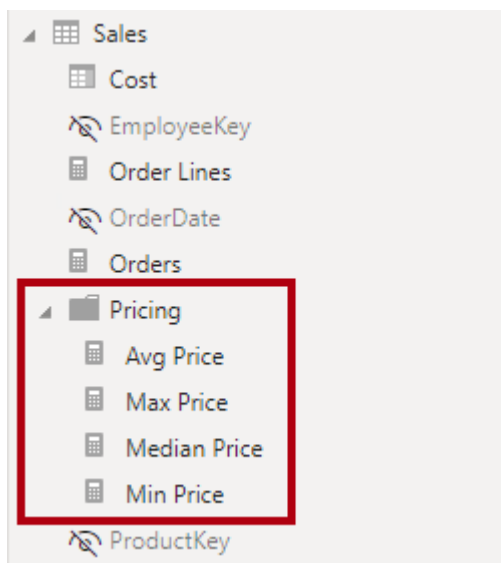 Sales
Cost
EmployeeKey
Order Lines
OrderDate
Orders
Pricing
Avg Price
Max Price
Median Price
Min Price
ProductKey